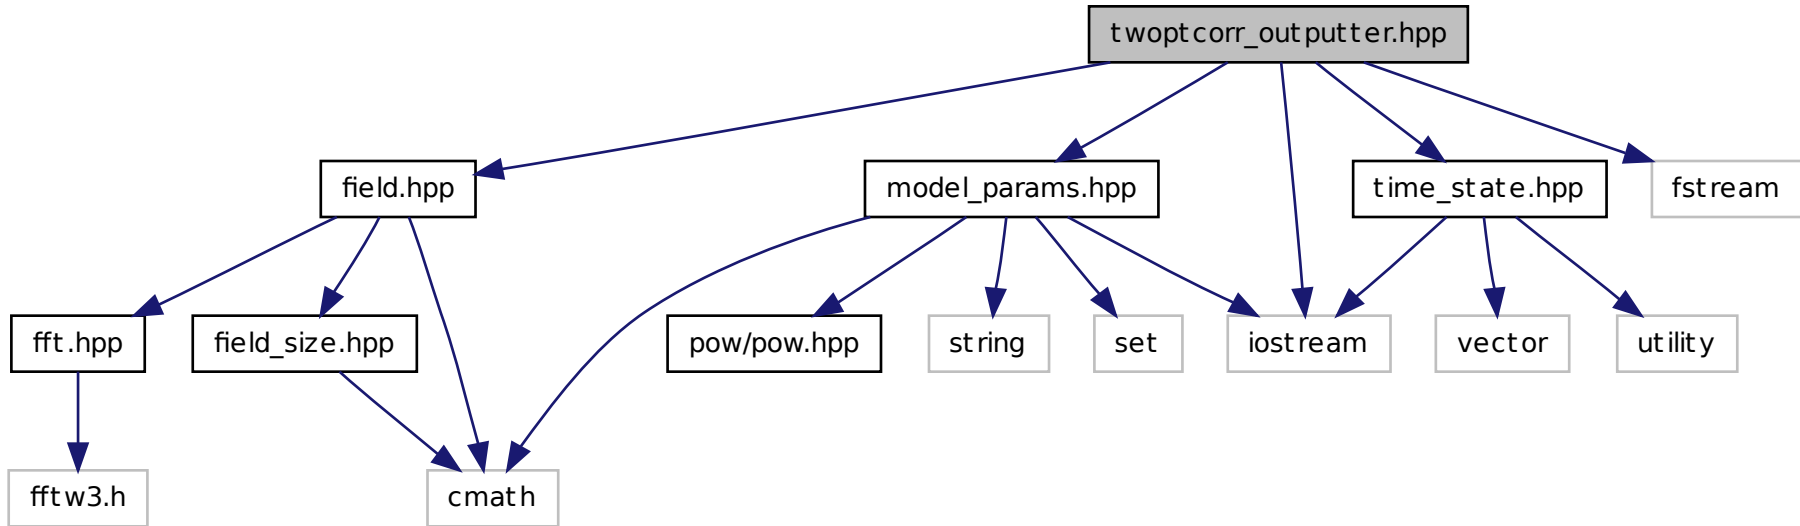 twoptcorr_outputter.hpp
field.hpp
model_params.hpp
time_state.hpp
fstream
fft.hpp
field_size.hpp
pow/pow.hpp
string
set
iostream
vector
utility
fftw3.h
cmath